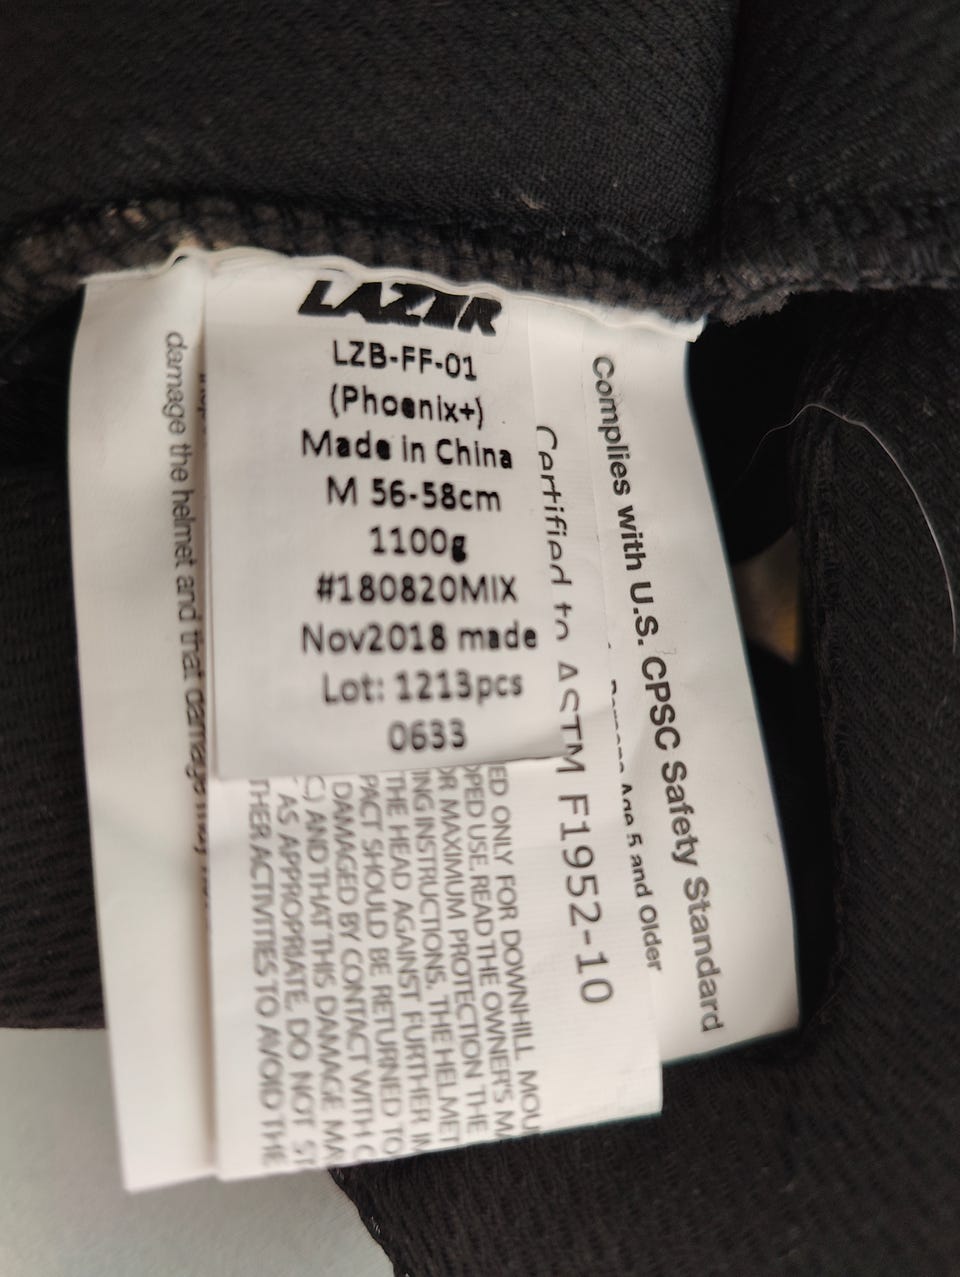 LAZER
LZB-FF-01
(Phoenix+)
Made in China
M 56-58cm
1100g
#180820MIX
Nov2018 made
Lot: 1213pcs
0633
Complies with U.S. CPSC Safety Standard
Age 5 and Older
Certified to ASTM F1952-10
ED ONLY FOR DOWNHILL MOU
PED USE. READ THE OWNER'S M
OR MAXIMUM PROTECTION THE
ING INSTRUCTIONS. THE HELMET
THE HEAD AGAINST FURTHER
PACT SHOULD BE RETURNED TO
DAMAGED BY CONTACT WITH C
C) AND THAT THIS DAMAGE MA
AS APPROPRIATE. DO NOT ST
THER ACTIVITIES TO AVOID THE
damage the helmet and that damage may